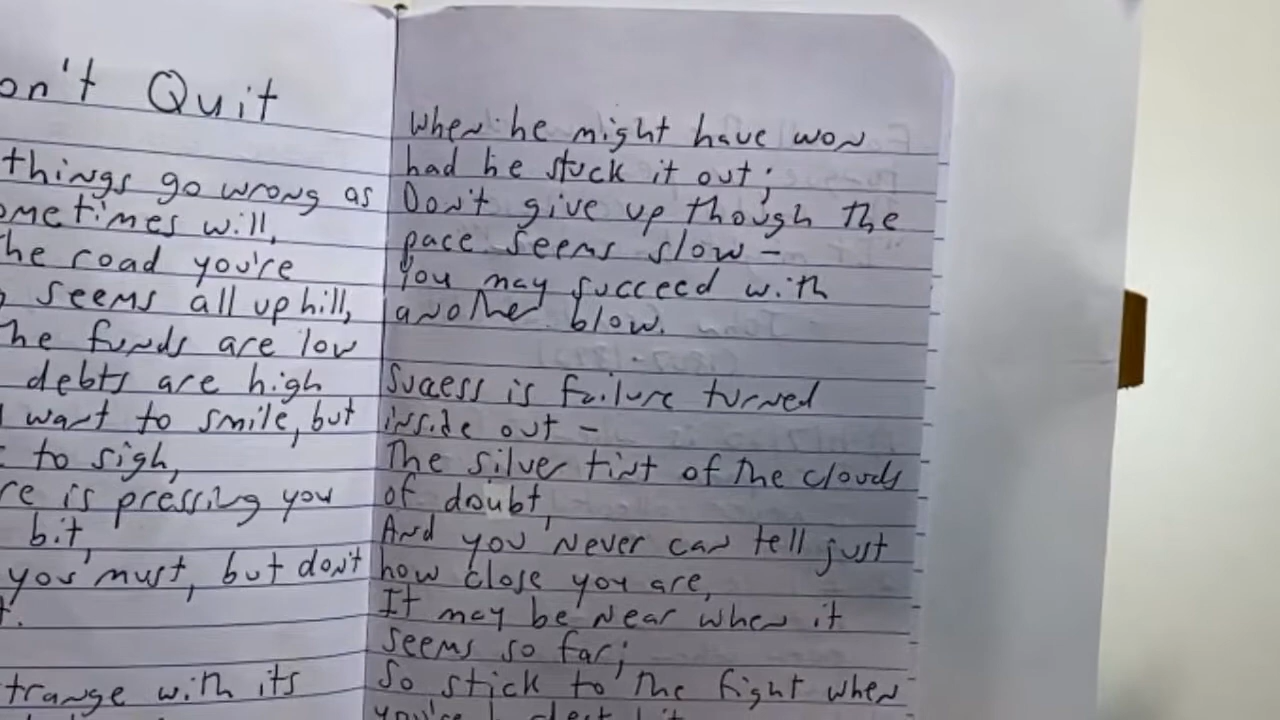 on't Quit
things go wrong as
ometimes will,
he road you're
seems all uphill,
he funds are low
debts are high
want to smile, but
to sigh,
re is pressing you
bit,
you must, but don't
trange with its
When he might have won
had he stuck it out;
Don't give up though the
pace seems slow -
You may succeed with
another blow.
Success is failure turned
inside out -
The silver tint of the clouds
of doubt,
And you never can tell just
how close you are,
It may be near when it
seems so far;
So stick to the fight when